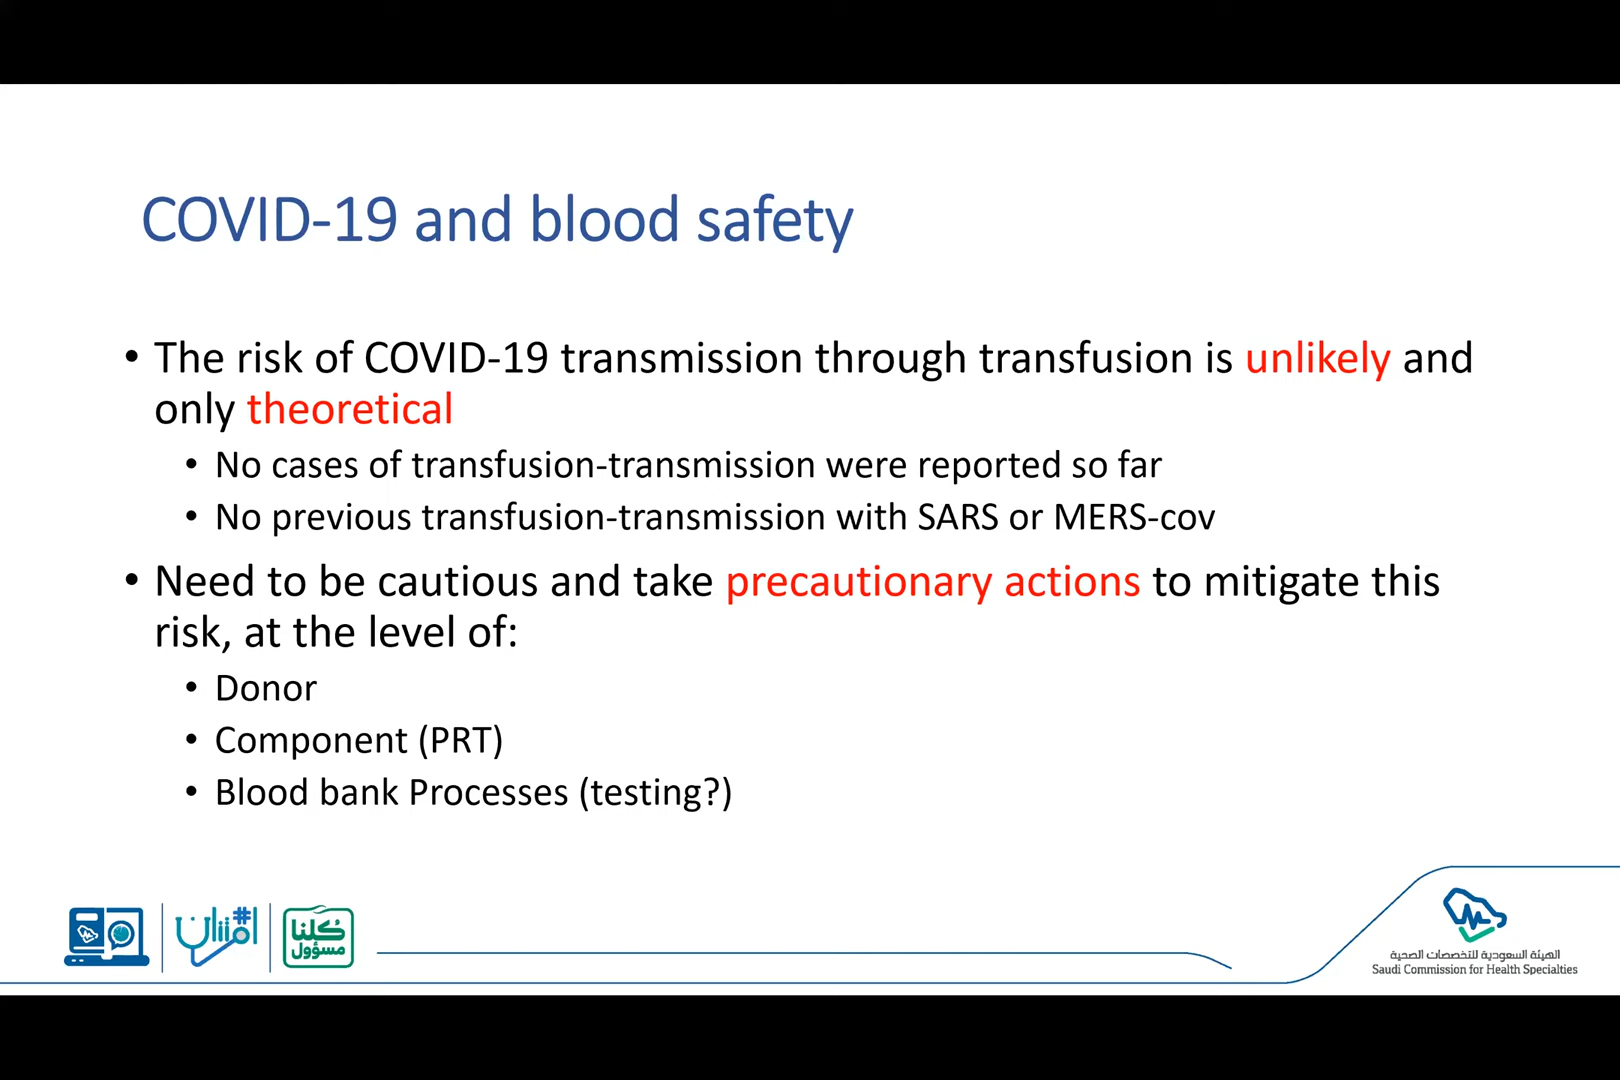 COVID-19 and blood safety
• The risk of COVID-19 transmission through transfusion is unlikely and
only theoretical
• No cases of transfusion-transmission were reported so far
• No previous transfusion-transmission with SARS or MERS-cov
• Need to be cautious and take precautionary actions to mitigate this
risk, at the level of:
• Donor
• Component (PRT)
• Blood bank Processes (testing?)
#امتنان
كلنا
مسؤول
الهيئة السعودية للتخصصات الصحية
Saudi Commission for Health Specialties